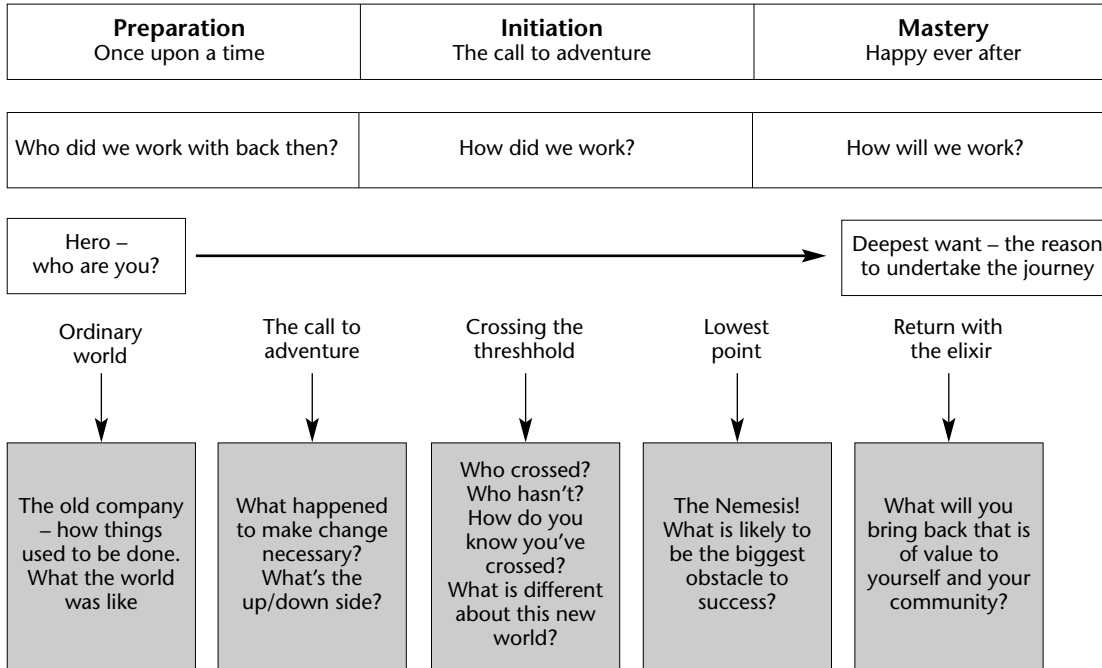 Preparation
Once upon a time
Initiation
The call to adventure
Mastery
Happy ever after
Who did we work with back then?
How did we work?
How will we work?
Hero –
who are you?
Deepest want – the reason
to undertake the journey
Ordinary
world
The call to
adventure
Crossing the
threshhold
Lowest
point
Return with
the elixir
The old company
– how things
used to be done.
What the world
was like
What happened
to make change
necessary?
What's the
up/down side?
Who crossed?
Who hasn't?
How do you
know you've
crossed?
What is different
about this new
world?
The Nemesis!
What is likely to
be the biggest
obstacle to
success?
What will you
bring back that is
of value to
yourself and your
community?